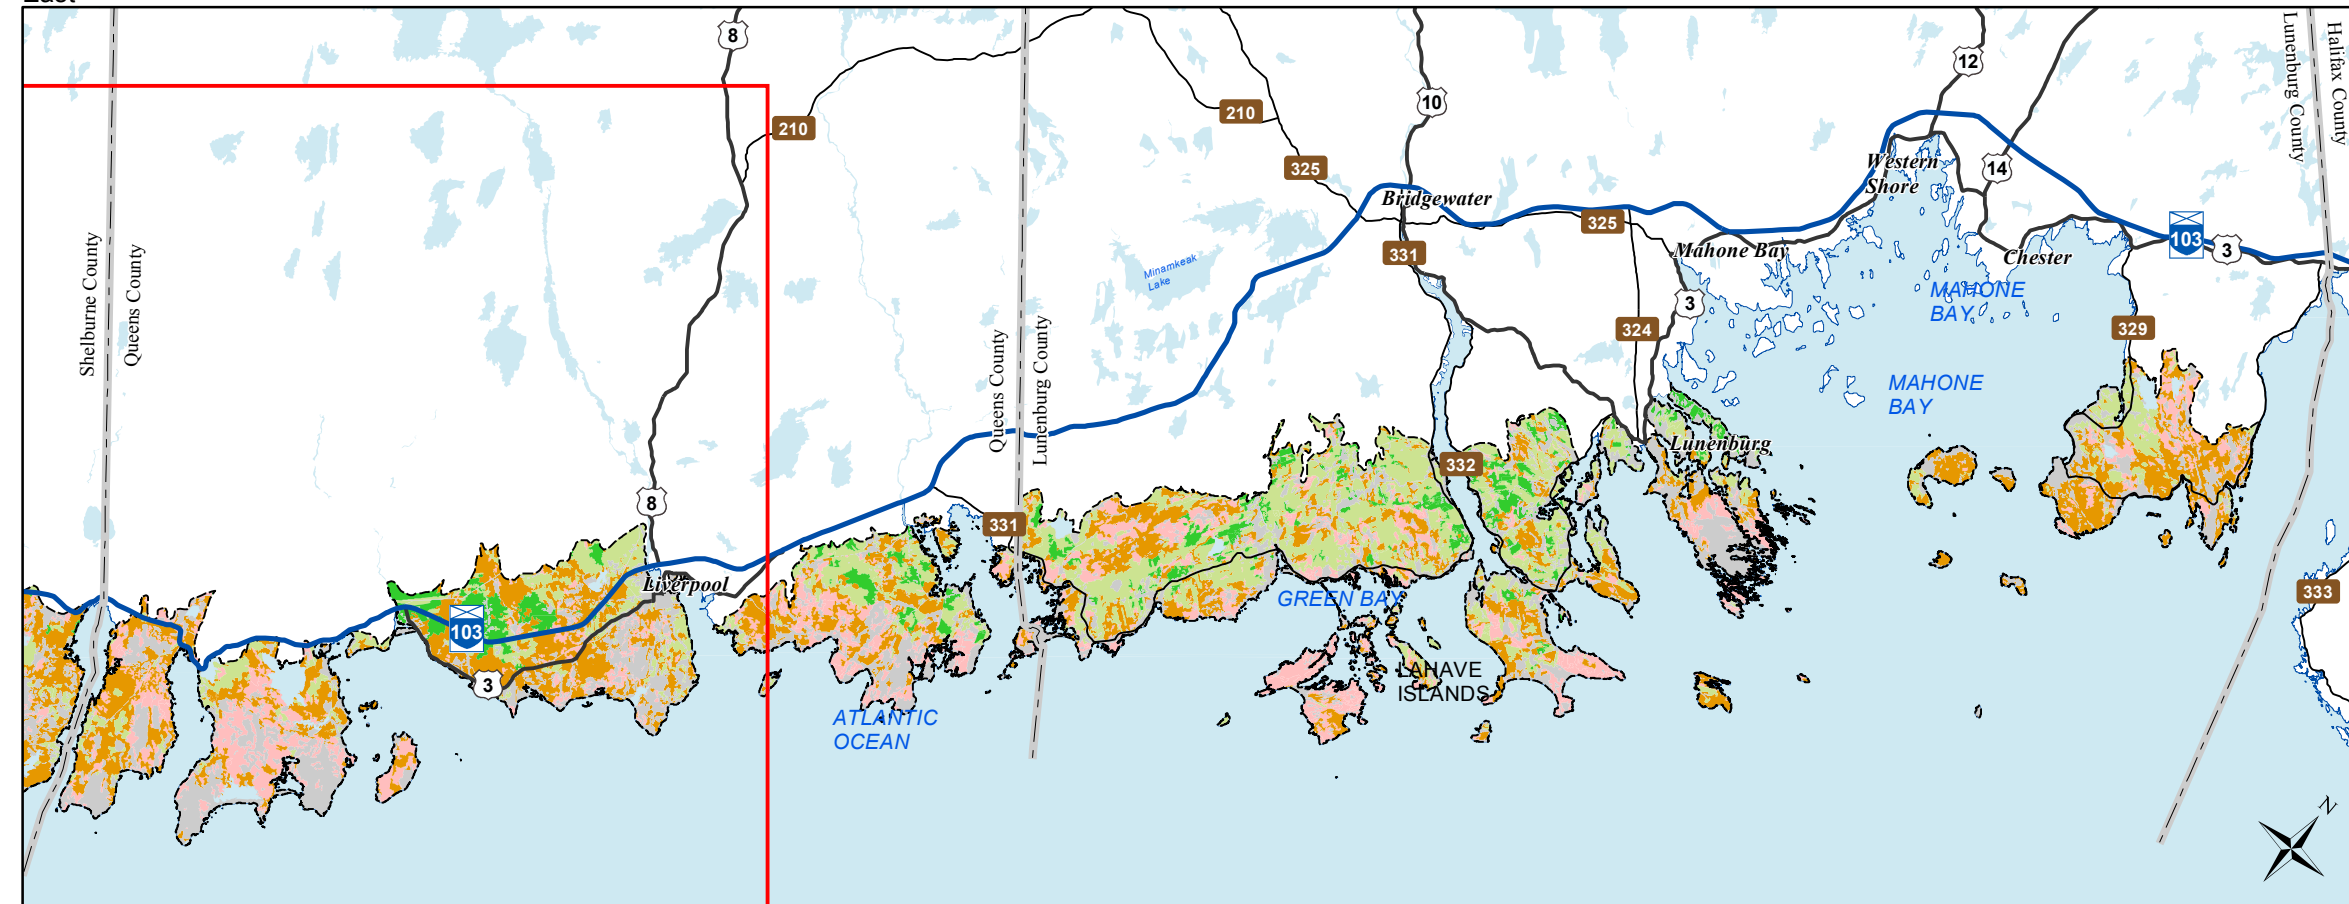 8
12
10
Halifax County
Lunenburg County
210
210
325
Western
Shore
14
Bridgewater
325
103
3
331
Mahone Bay
Chester
Minamkeak
Lake
Shelburne County
Queens County
MAHONE
BAY
3
324
329
Queens County
Lunenburg County
MAHONE
BAY
Lunenburg
332
8
331
Liverpool
GREEN BAY
333
103
3
LAHAVE
ISLANDS
ATLANTIC
OCEAN
N